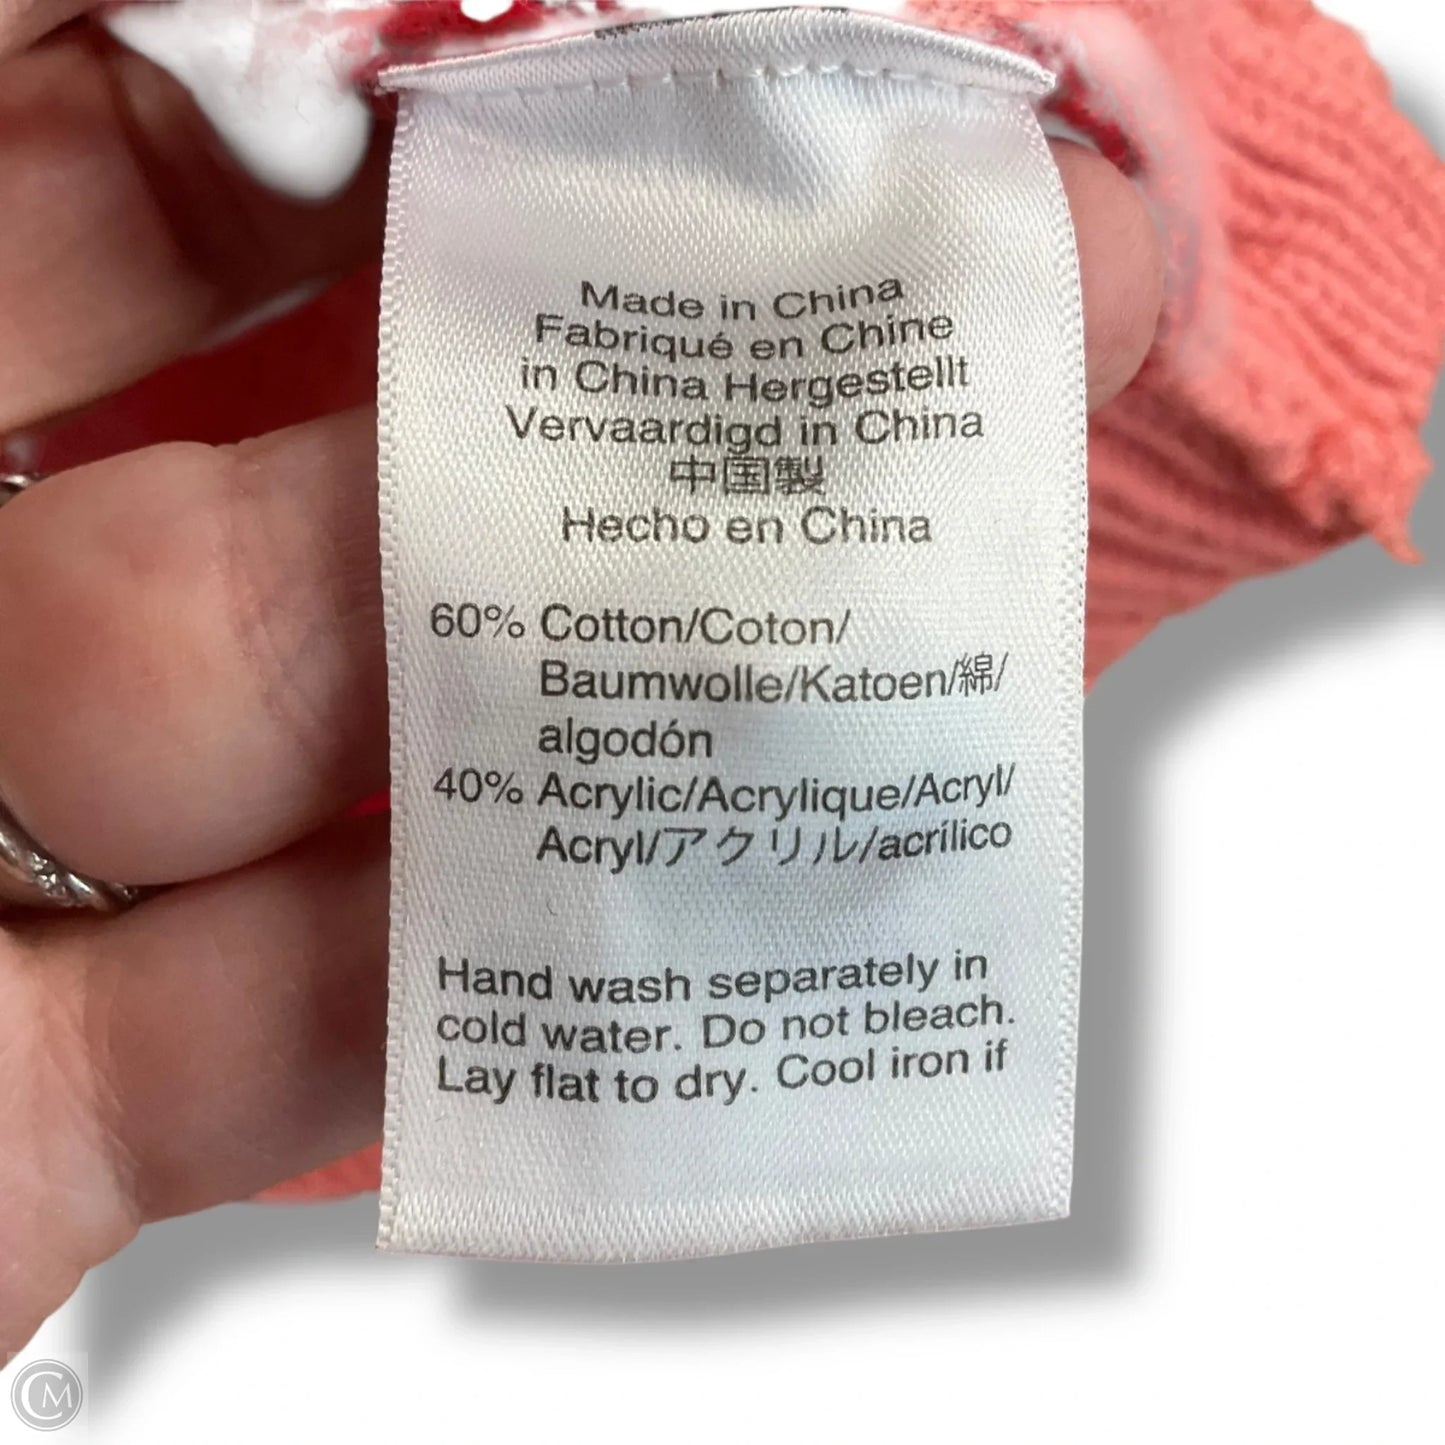 Made in China
Fabriqué en Chine
in China Hergestellt
Vervaardigd in China
中国製
Hecho en China
60% Cotton/Coton/
Baumwolle/Katoen/綿/
algodón
40% Acrylic/Acrylique/Acryl/
Acryl/アクリル/acrílico
Hand wash separately in
cold water. Do not bleach.
Lay flat to dry. Cool iron if
CM